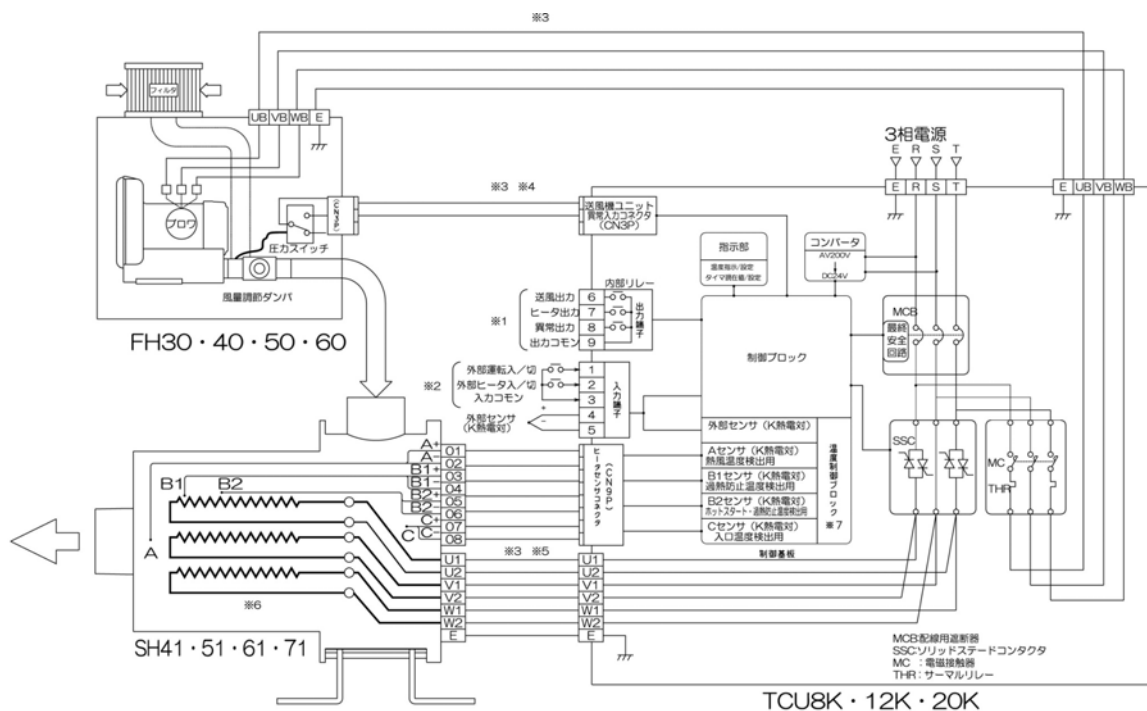 ※3
フィルタ
UB VB WB E
ブロワ
圧力スイッチ
(CN3P)
風量調節ダンパ
FH30・40・50・60
※3 ※4
送風機ユニット
異常入力コネクタ
(CN3P)
3相電源
E R S T
E R S T
E UB VB WB
指示部
温度指示/設定
タイマ現在値/設定
コンバータ
AV200V
DC24V
内部リレー
※1
送風出力 6
ヒータ出力 7
異常出力 8
出力コモン 9
出力端子
※2
外部運転入/切 1
外部ヒータ入/切 2
入力コモン 3
外部センサ
(K熱電対)
+ 4
- 5
入力端子
制御ブロック
MCB
最終
安全
回路
外部センサ (K熱電対)
Aセンサ (K熱電対)
熱風温度検出用
B1センサ (K熱電対)
過熱防止温度検出用
B2センサ (K熱電対)
ホットスタート・過熱防止温度検出用
Cセンサ (K熱電対)
入口温度検出用
温度制御ブロック
※7
制御基板
SSC
MC
THR
A+ 01
A- 02
B1+ 03
B1- 04
B2+ 05
B2- 06
C+ 07
C- 08
C
ヒータセンサコネクタ
(CN9P)
B1 B2
A
※6
※3 ※5
U1 U1
U2 U2
V1 V1
V2 V2
W1 W1
W2 W2
E E
SH41・51・61・71
MCB:配線用遮断器
SSC:ソリッドステードコンタクタ
MC :電磁接触器
THR:サーマルリレー
TCU8K・12K・20K